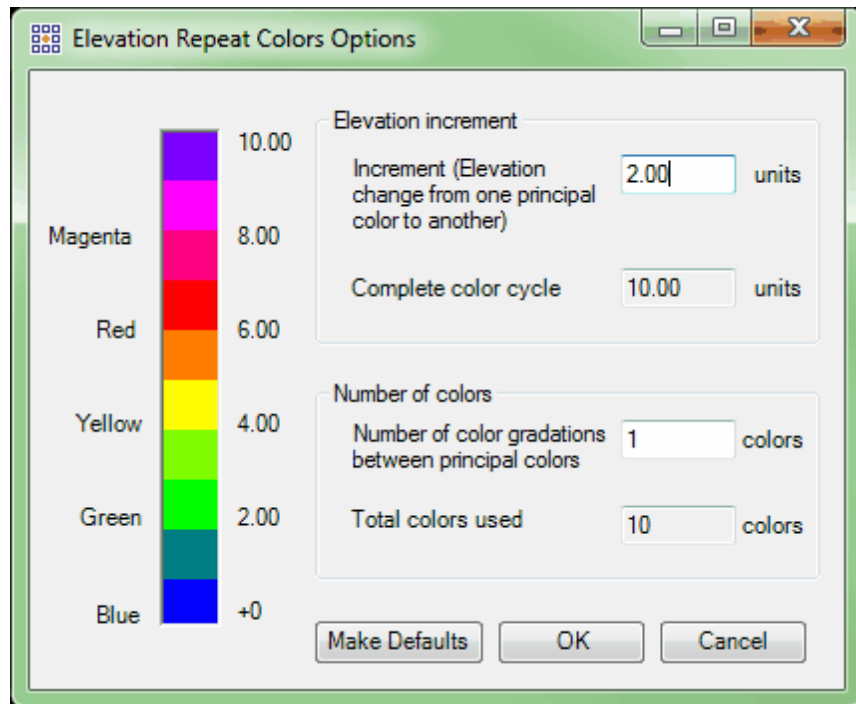 Elevation Repeat Colors Options
10.00
Magenta
8.00
Red
6.00
Yellow
4.00
Green
2.00
Blue
+0
Elevation increment
Increment (Elevation
change from one principal
color to another)
2.00 units
Complete color cycle 10.00 units
Number of colors
Number of color gradations
between principal colors
1 colors
Total colors used 10 colors
Make Defaults OK Cancel